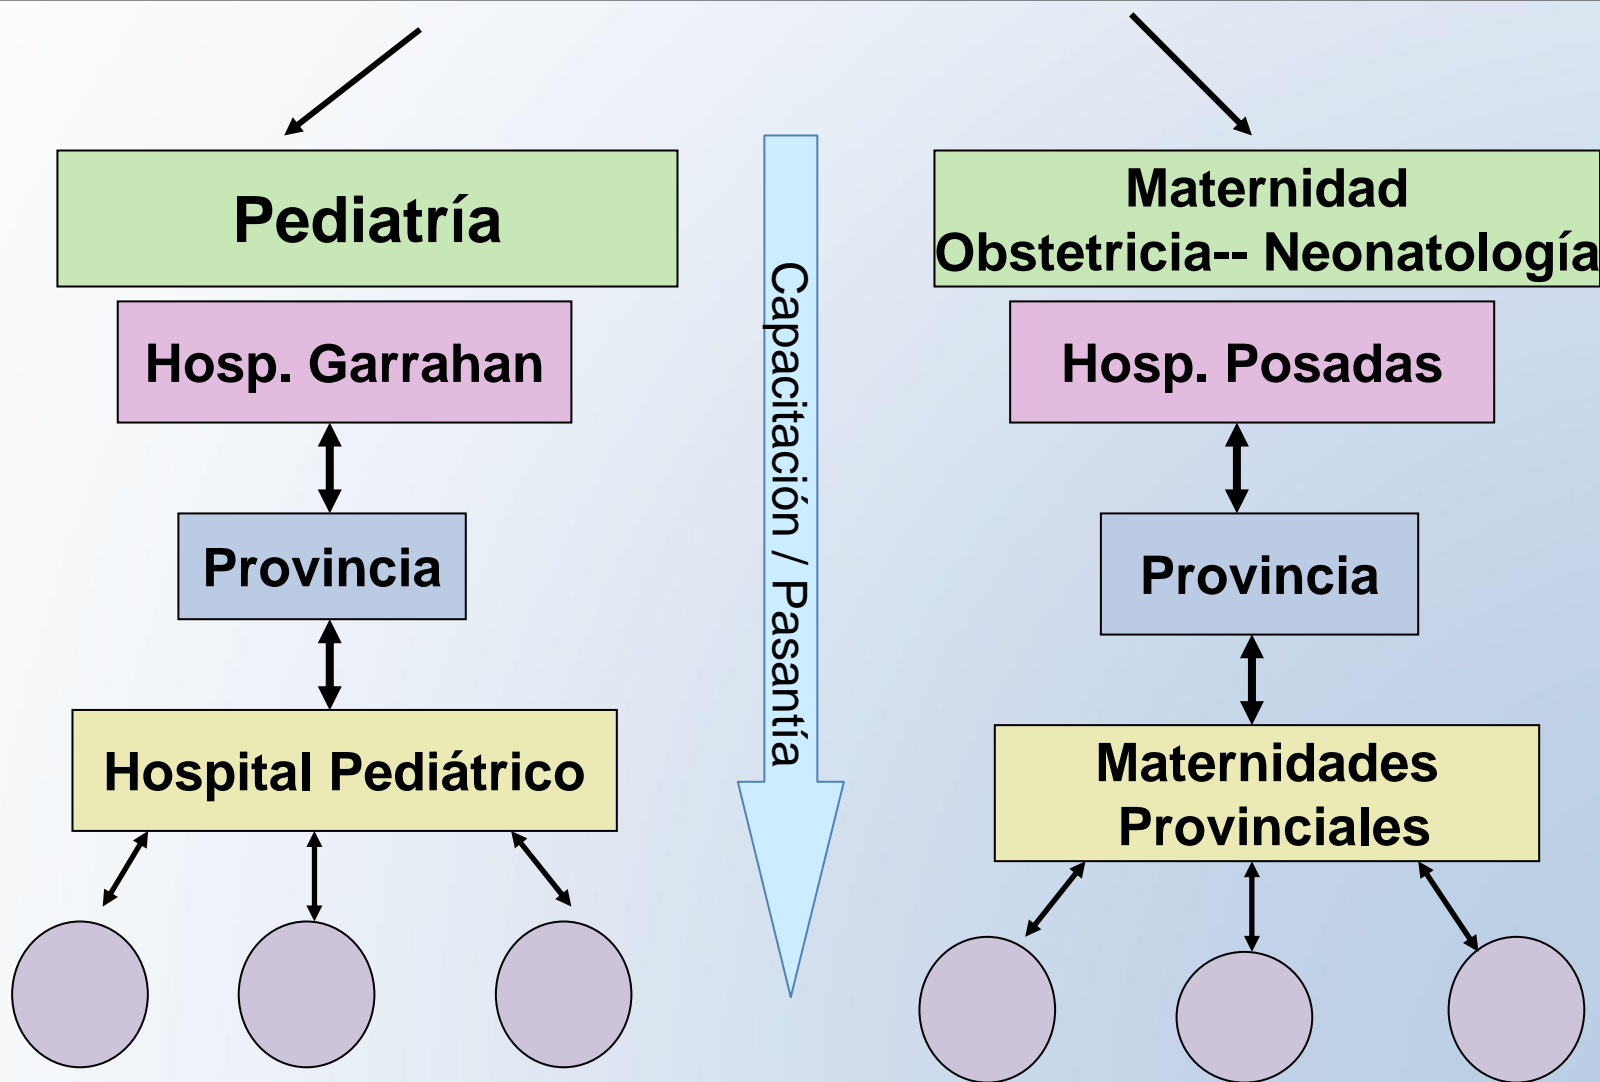 Pediatría
Hosp. Garrahan
Provincia
Hospital Pediátrico
Capacitación / Pasantía
Maternidad
Obstetricia-- Neonatología
Hosp. Posadas
Provincia
Maternidades
Provinciales